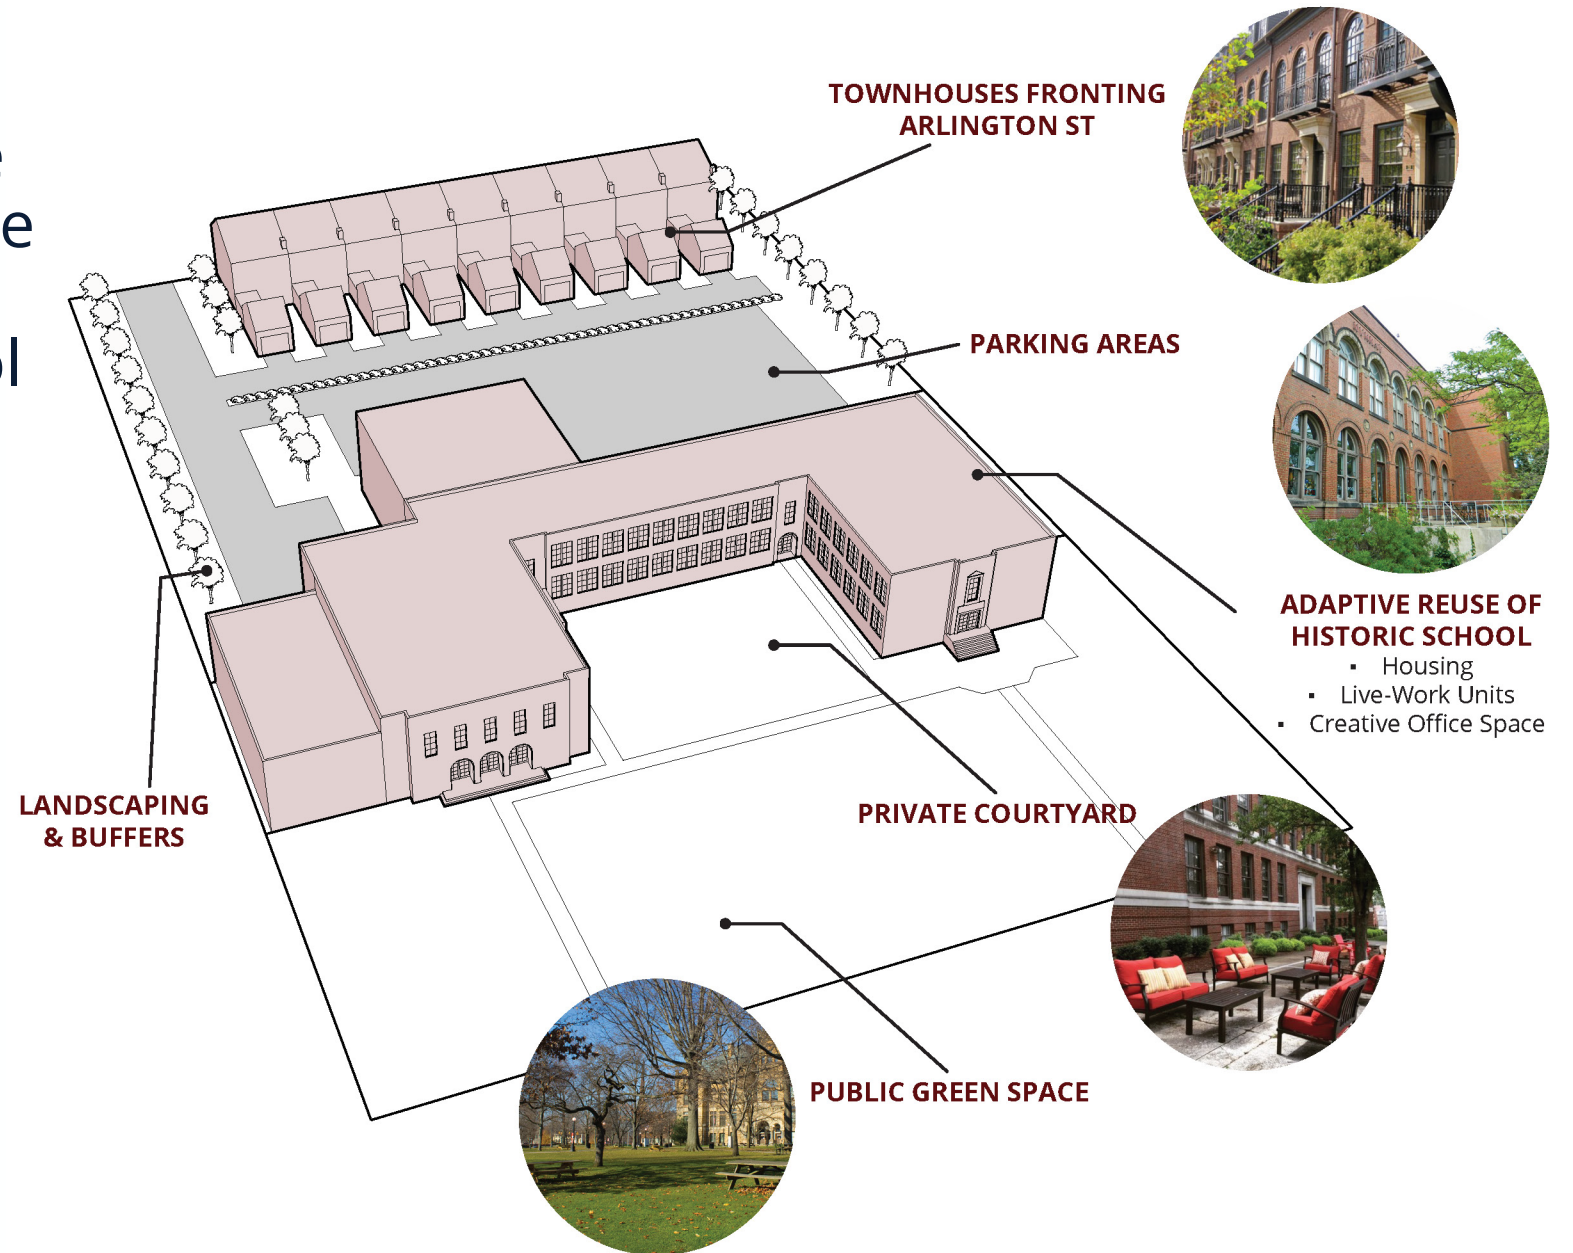 TOWNHOUSES FRONTING
ARLINGTON ST
PARKING AREAS
ADAPTIVE REUSE OF
HISTORIC SCHOOL
▪ Housing
▪ Live-Work Units
▪ Creative Office Space
LANDSCAPING
& BUFFERS
PRIVATE COURTYARD
PUBLIC GREEN SPACE